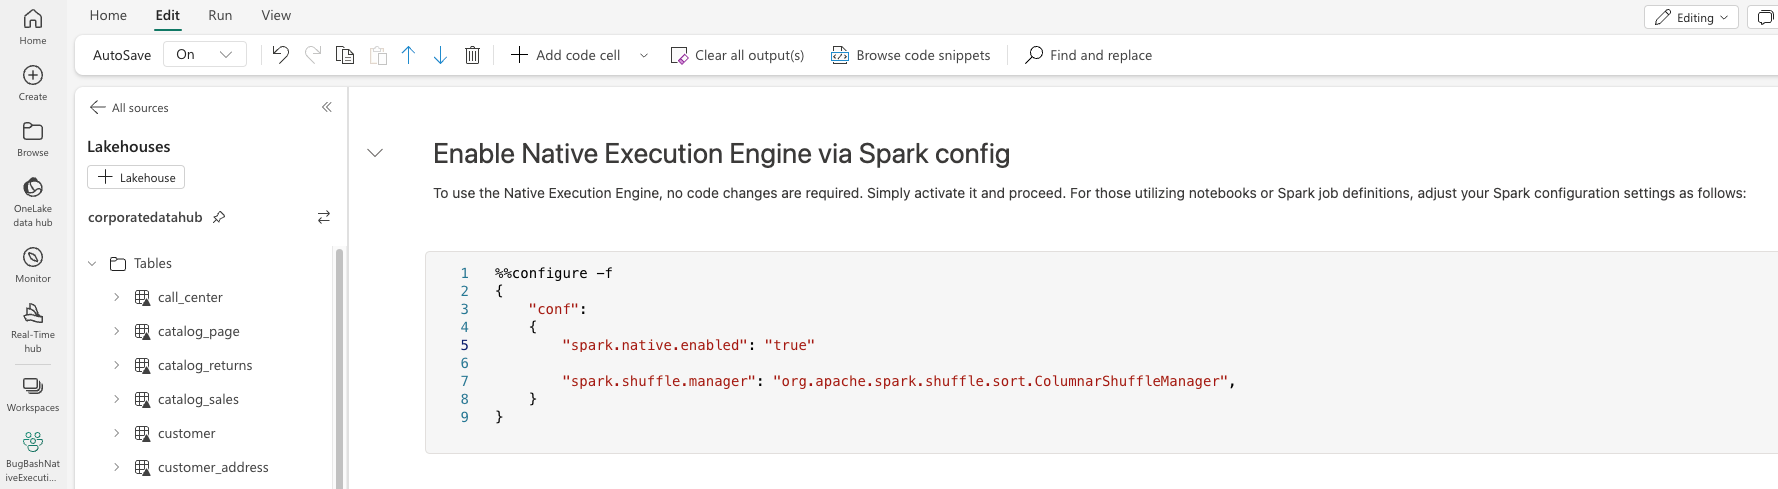 Home
Edit
Run
View
Editing
AutoSave
On
Add code cell
Clear all output(s)
Browse code snippets
Find and replace
Home
Create
Browse
OneLake
data hub
Monitor
Real-Time
hub
Workspaces
BugBashNat
iveExecuti...
All sources
Lakehouses
Lakehouse
corporatedatahub
Tables
call_center
catalog_page
catalog_returns
catalog_sales
customer
customer_address
Enable Native Execution Engine via Spark config
To use the Native Execution Engine, no code changes are required. Simply activate it and proceed. For those utilizing notebooks or Spark job definitions, adjust your Spark configuration settings as follows:
1 %%configure -f
2 {
3 "conf":
4 {
5 "spark.native.enabled": "true"
6
7 "spark.shuffle.manager": "org.apache.spark.shuffle.sort.ColumnarShuffleManager",
8 }
9 }